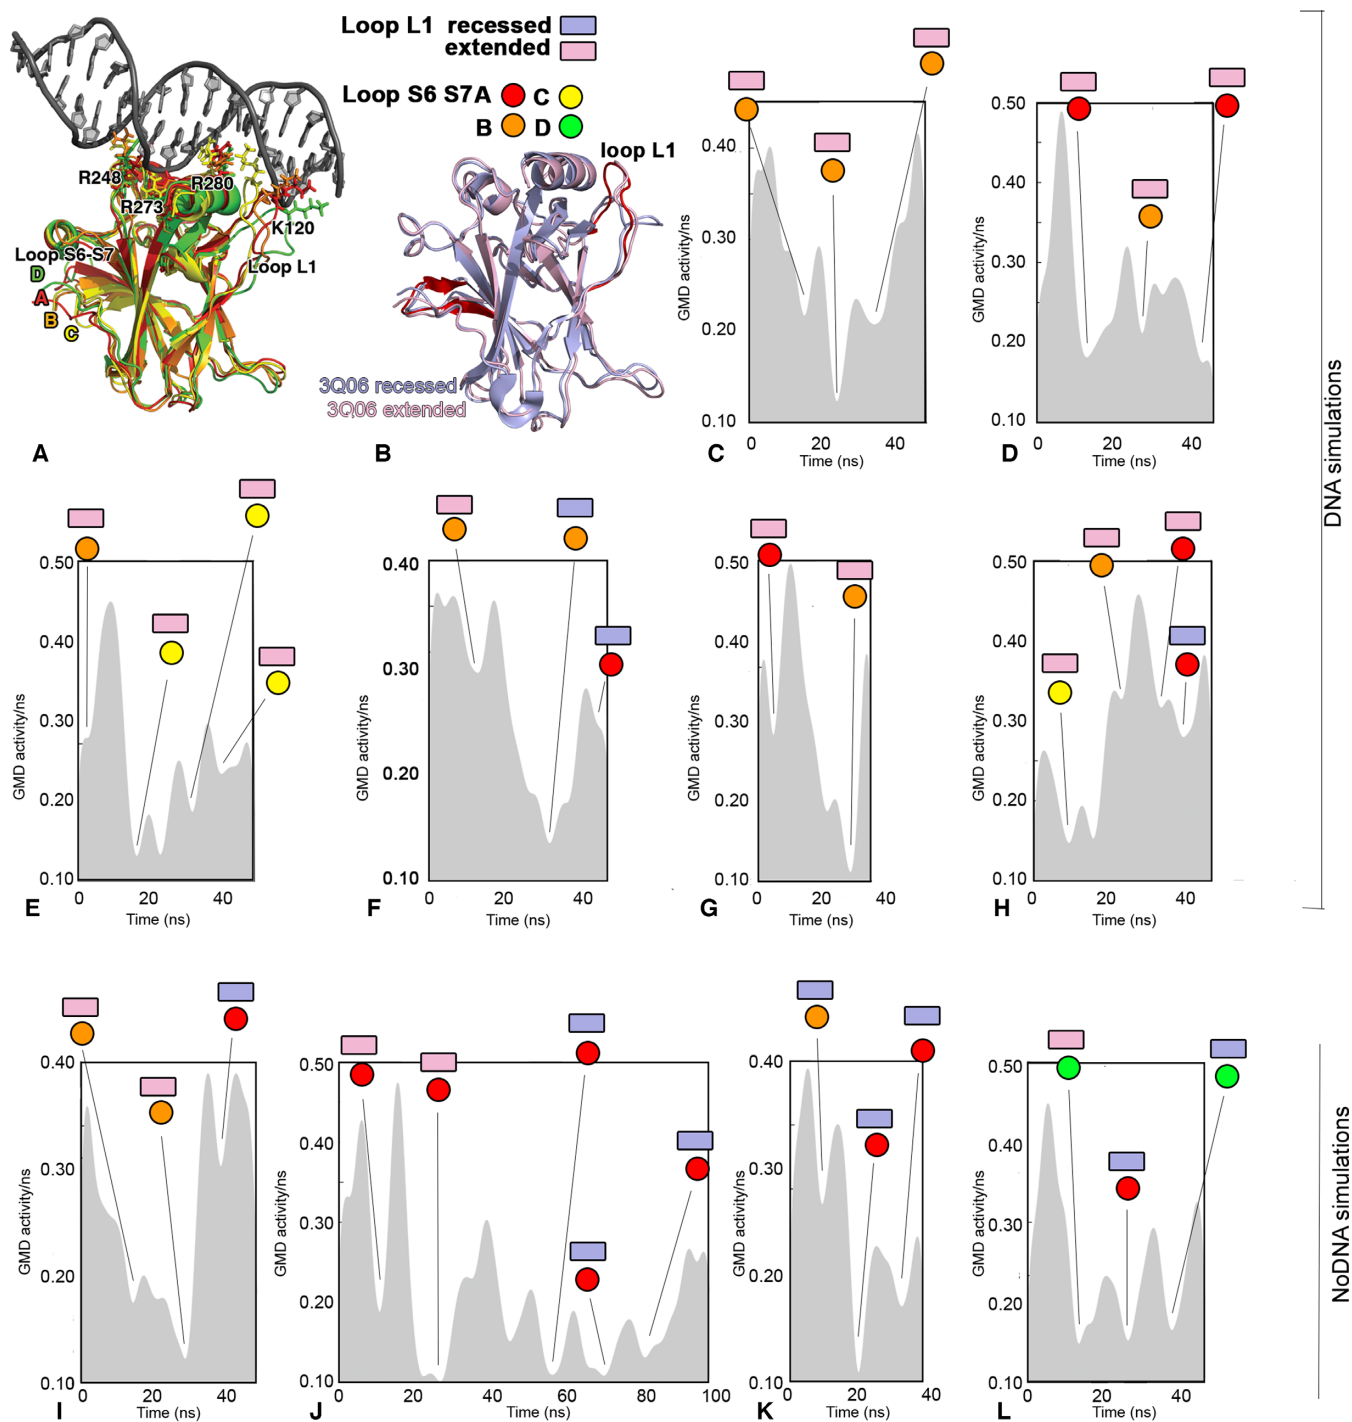 Loop L1 recessed
extended
Loop S6 S7 A C
B D
R248
R280
R273
K120
Loop S6-S7
Loop L1
D
A
B
C
A
loop L1
3Q06 recessed
3Q06 extended
B
GMD activity/ns
0.40
0.30
0.20
0.10
0 20 40
Time (ns)
C
GMD activity/ns
0.50
0.40
0.30
0.20
0.10
0 20 40
Time (ns)
D
DNA simulations
GMD activity/ns
0.50
0.40
0.30
0.20
0.10
0 20 40
Time (ns)
E
GMD activity/ns
0.40
0.30
0.20
0.10
0 20 40
Time (ns)
F
GMD activity/ns
0.50
0.40
0.30
0.20
0.10
0 20 40
Time (ns)
G
GMD activity/ns
0.50
0.40
0.30
0.20
0.10
0 20 40
Time (ns)
H
GMD activity/ns
0.40
0.30
0.20
0.10
0 20 40
Time (ns)
I
GMD activity/ns
0.50
0.40
0.30
0.20
0.10
0 20 40 60 80 100
Time (ns)
J
GMD activity/ns
0.40
0.30
0.20
0.10
0 20 40
Time (ns)
K
GMD activity/ns
0.50
0.40
0.30
0.20
0.10
0 20 40
Time (ns)
L
NoDNA simulations